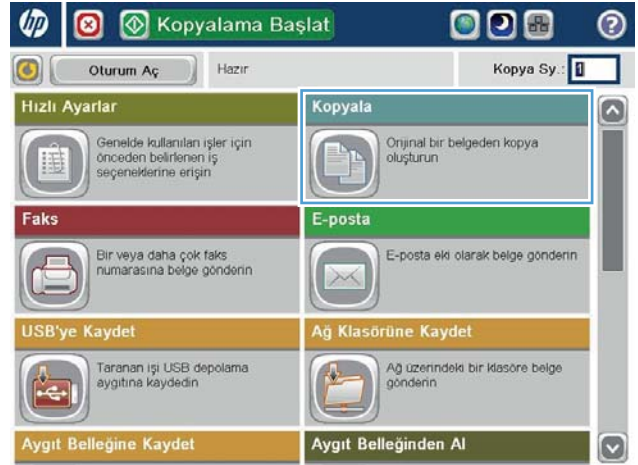 hp
Kopyalama Başlat
?
Oturum Aç
Hazır
Kopya Sy.: 1
Hızlı Ayarlar
Genelde kullanılan işler için
önceden belirlenen iş
seçeneklerine erişin
Kopyala
Orijinal bir belgeden kopya
oluşturun
Faks
Bir veya daha çok faks
numarasına belge gönderin
E-posta
E-posta eki olarak belge gönderin
USB'ye Kaydet
Taranan işi USB depolama
aygıtına kaydedin
Ağ Klasörüne Kaydet
Ağ üzerindeki bir klasöre belge
gönderin
Aygıt Belleğine Kaydet
Aygıt Belleğinden Al